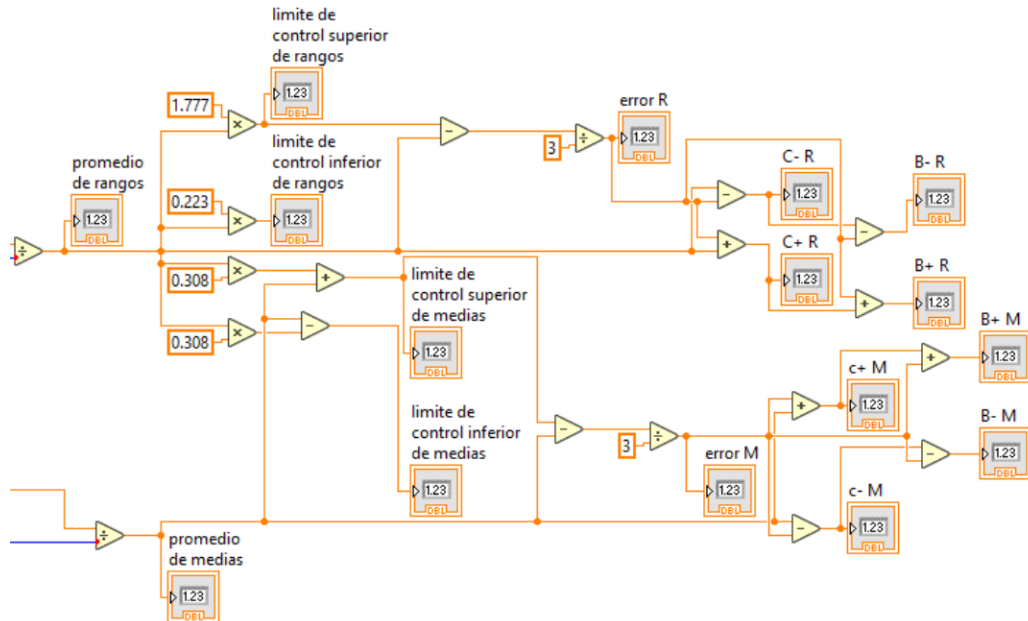 limite de
control superior
de rangos
1.23
DBL
1.777
×
limite de
control inferior
de rangos
1.23
DBL
0.223
×
promedio
de rangos
1.23
DBL
÷
-
3
÷
error R
1.23
DBL
C- R
1.23
DBL
-
B- R
1.23
DBL
-
C+ R
1.23
DBL
+
B+ R
1.23
DBL
+
0.308
×
+
limite de
control superior
de medias
1.23
DBL
0.308
×
-
limite de
control inferior
de medias
1.23
DBL
-
3
÷
error M
1.23
DBL
c+ M
1.23
DBL
+
B+ M
1.23
DBL
+
B- M
1.23
DBL
-
c- M
1.23
DBL
-
÷
promedio
de medias
1.23
DBL